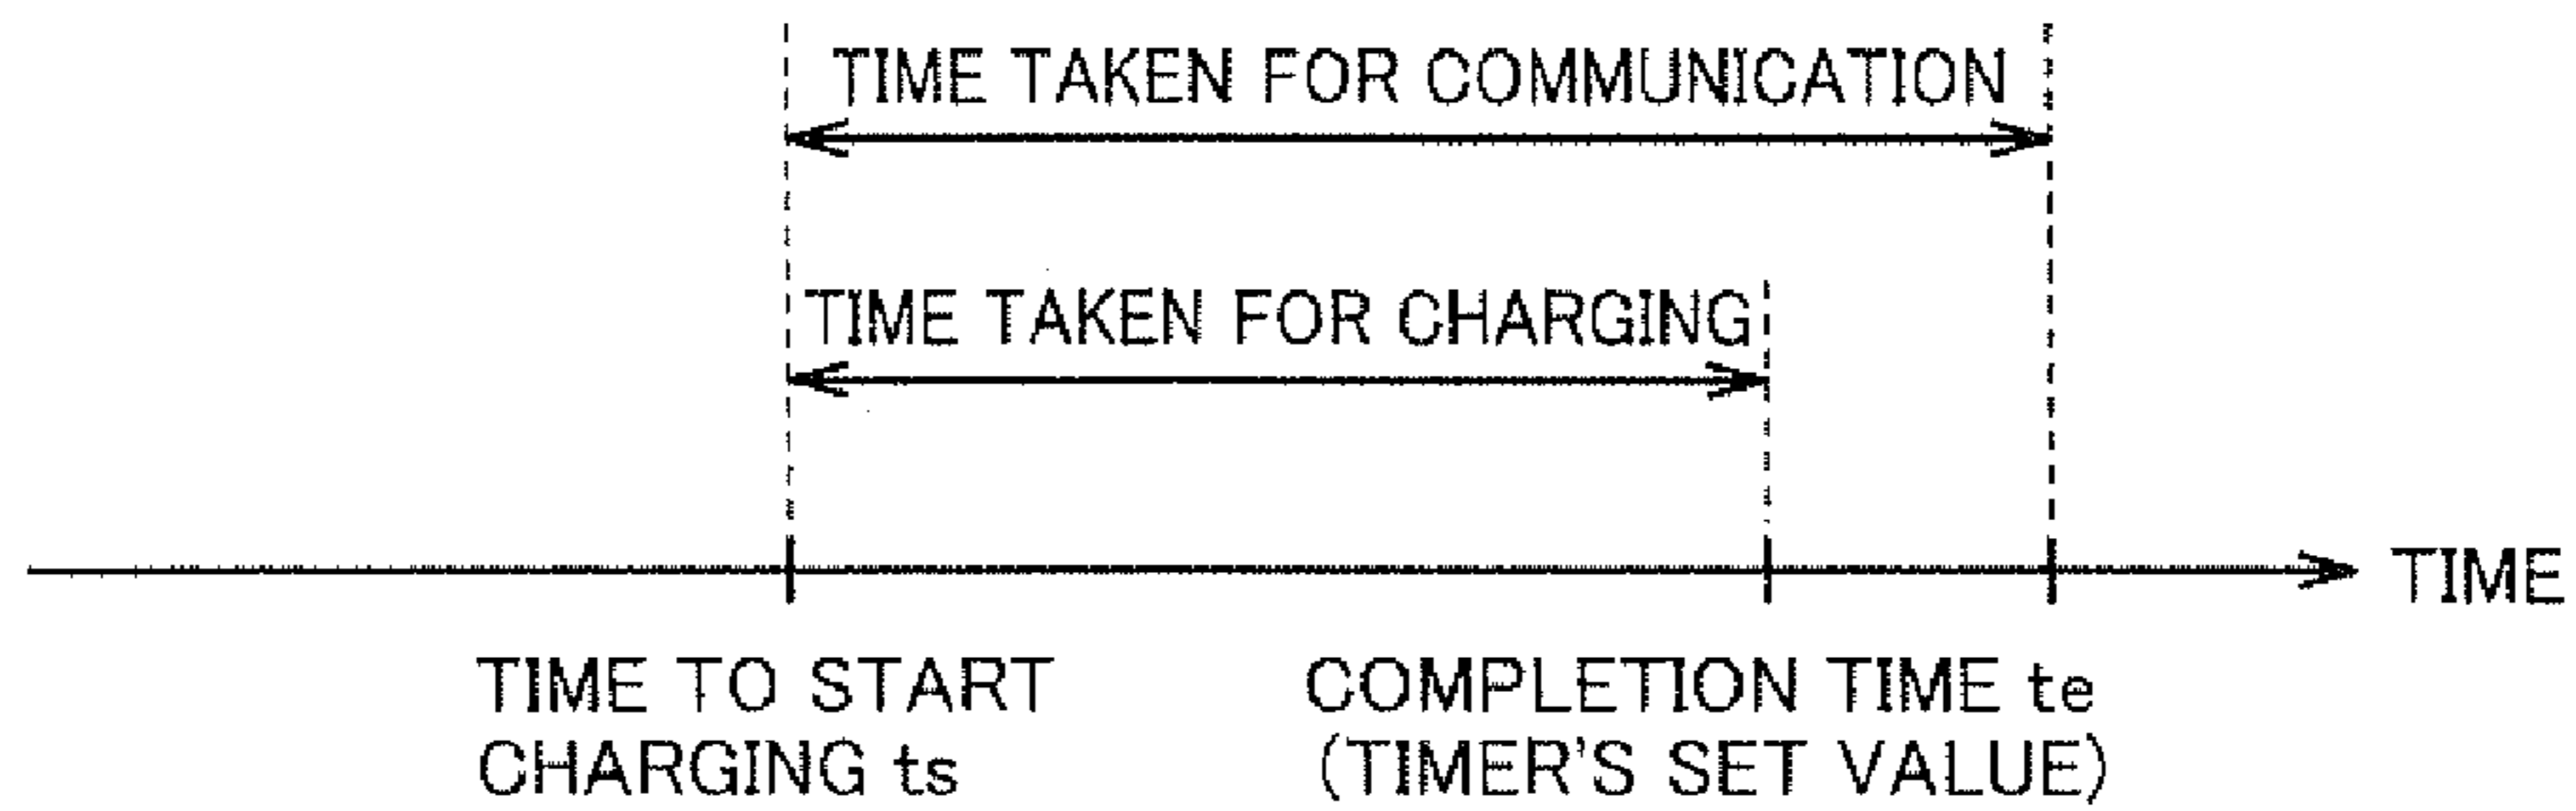 TIME TAKEN FOR COMMUNICATION
TIME TAKEN FOR CHARGING
TIME
TIME TO START
CHARGING ts
COMPLETION TIME te
(TIMER'S SET VALUE)